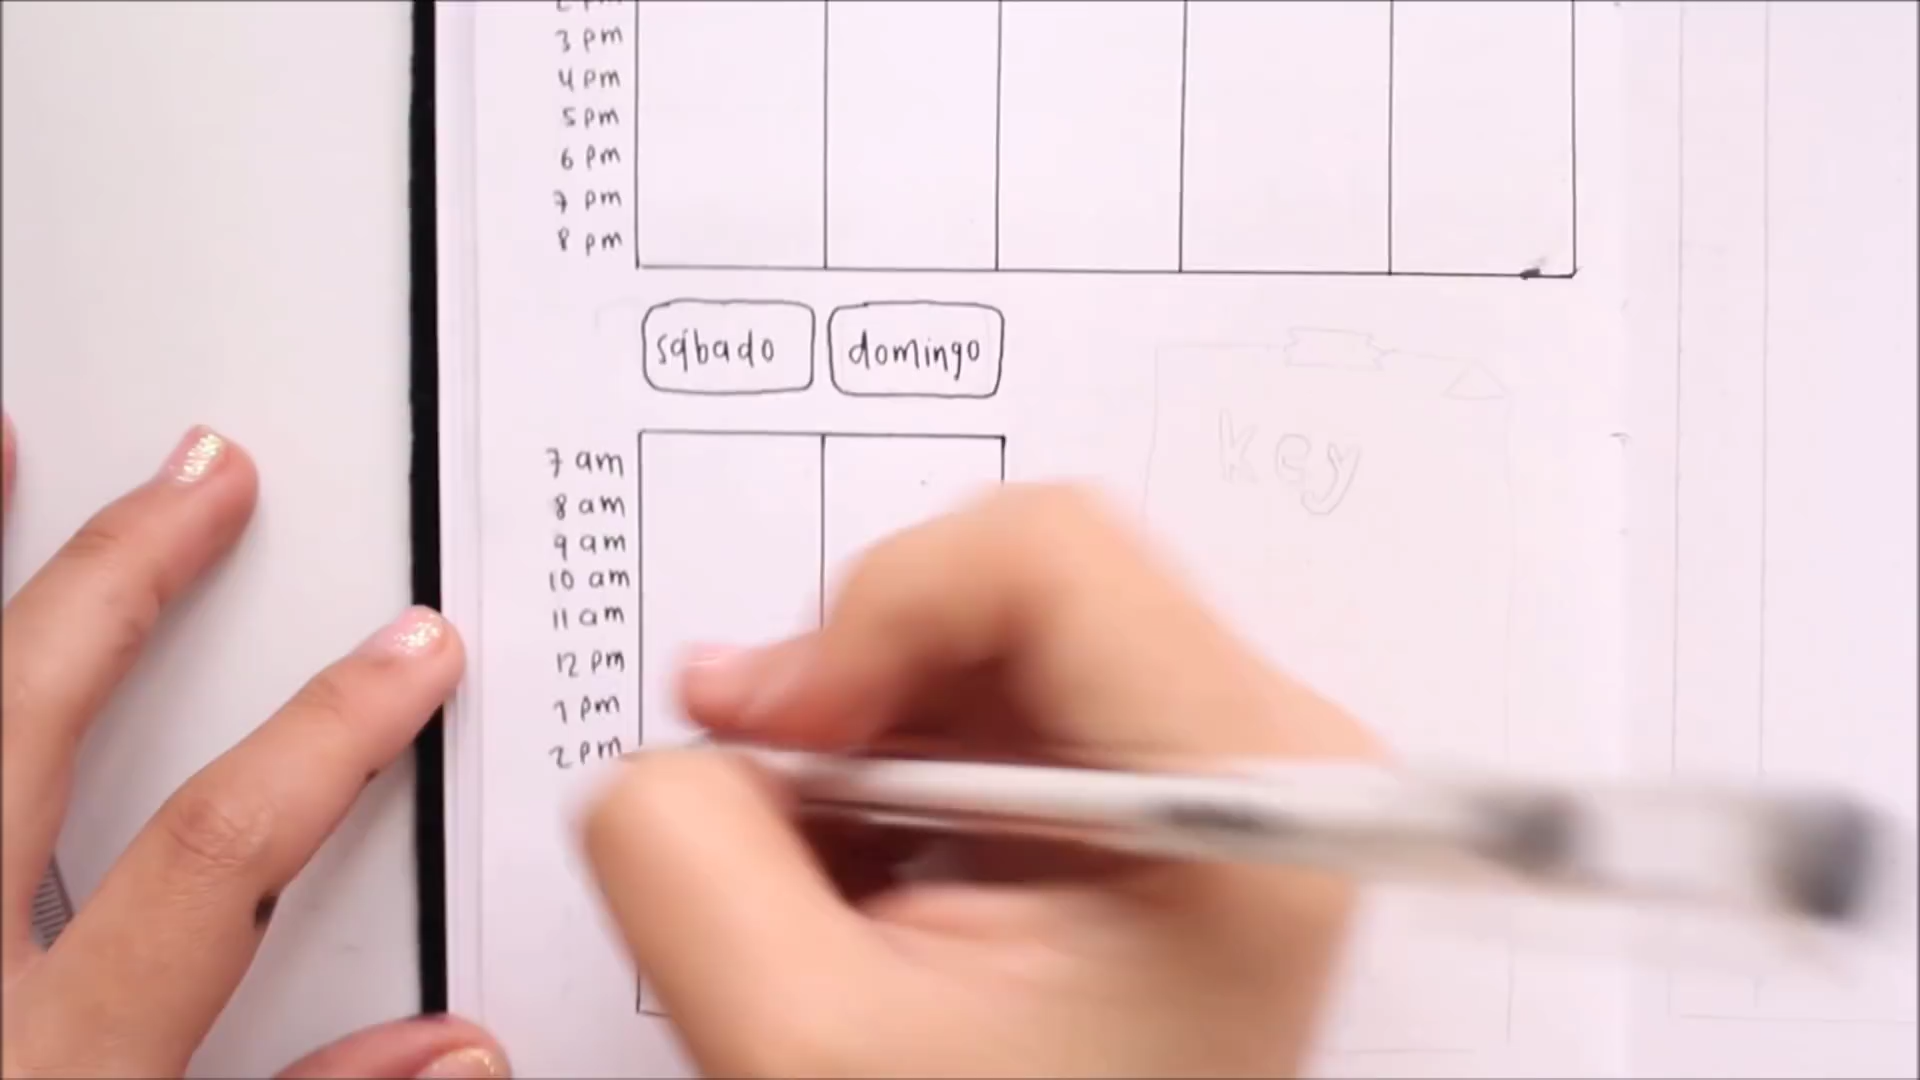 3 pm
4 pm
5 pm
6 pm
7 pm
8 pm
sábado
domingo
key
7 am
8 am
9 am
10 am
11 am
12 pm
1 pm
2 pm